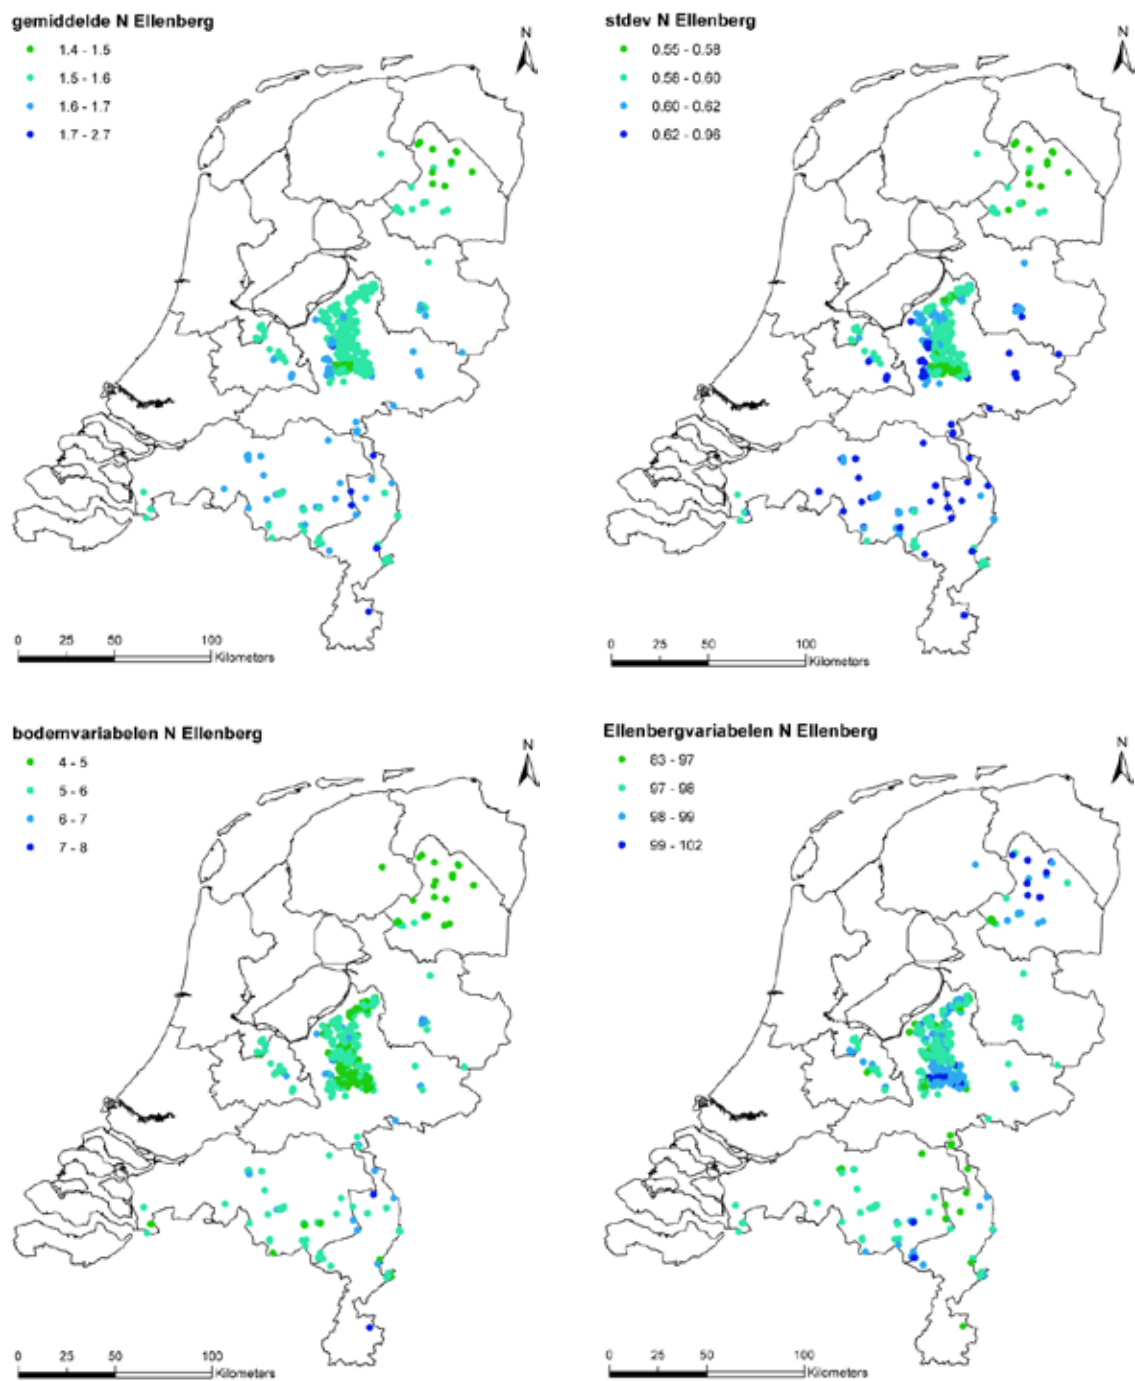 gemiddelde N Ellenberg
1.4 - 1.5
1.5 - 1.6
1.6 - 1.7
1.7 - 2.7
N
0 25 50 100
Kilometers
stdev N Ellenberg
0.55 - 0.58
0.58 - 0.60
0.60 - 0.62
0.62 - 0.96
N
0 25 50 100
Kilometers
bodemvariabelen N Ellenberg
4 - 5
5 - 6
6 - 7
7 - 8
N
0 25 50 100
Kilometers
Ellenbergvariabelen N Ellenberg
83 - 97
97 - 98
98 - 99
99 - 102
N
0 25 50 100
Kilometers